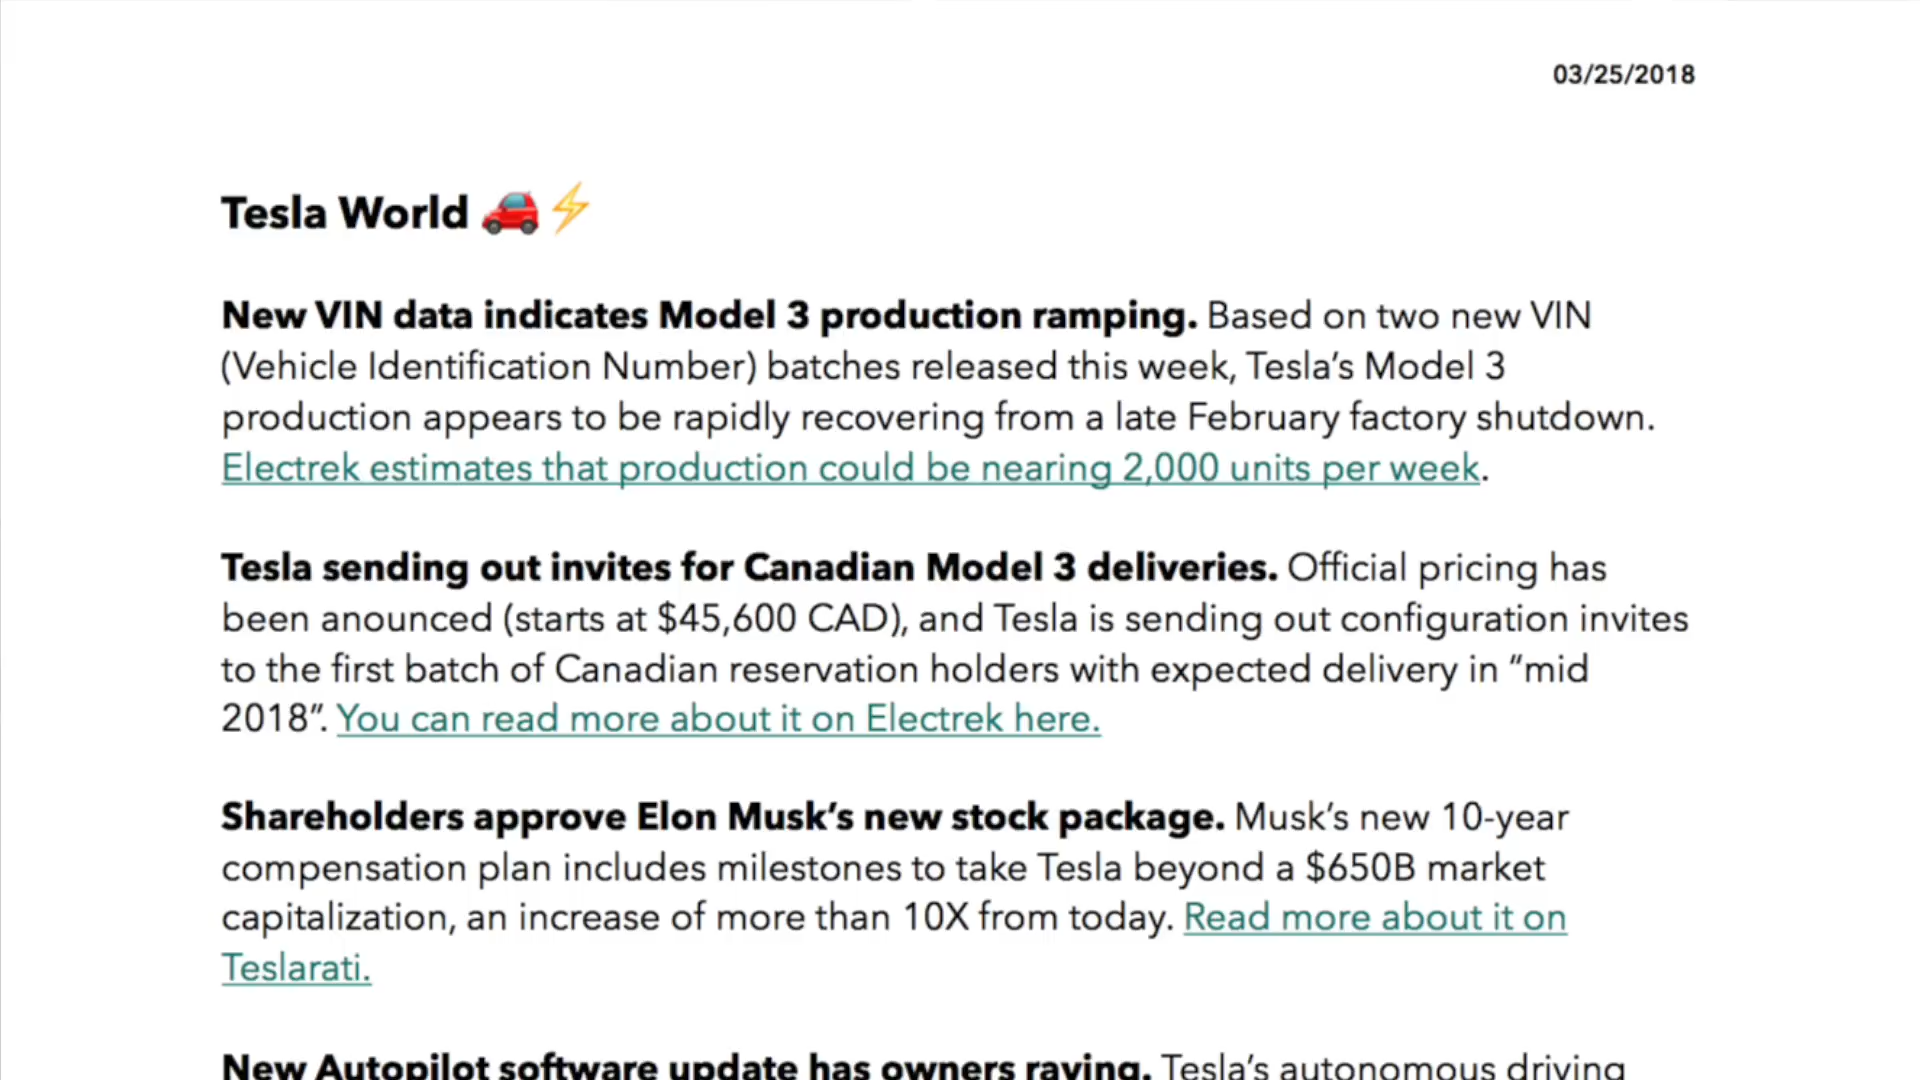 03/25/2018
Tesla World 🚗⚡
New VIN data indicates Model 3 production ramping. Based on two new VIN
(Vehicle Identification Number) batches released this week, Tesla’s Model 3
production appears to be rapidly recovering from a late February factory shutdown.
Electrek estimates that production could be nearing 2,000 units per week.
Tesla sending out invites for Canadian Model 3 deliveries. Official pricing has
been anounced (starts at $45,600 CAD), and Tesla is sending out configuration invites
to the first batch of Canadian reservation holders with expected delivery in “mid
2018”. You can read more about it on Electrek here.
Shareholders approve Elon Musk’s new stock package. Musk’s new 10-year
compensation plan includes milestones to take Tesla beyond a $650B market
capitalization, an increase of more than 10X from today. Read more about it on
Teslarati.
New Autopilot software update has owners raving. Tesla’s autonomous driving